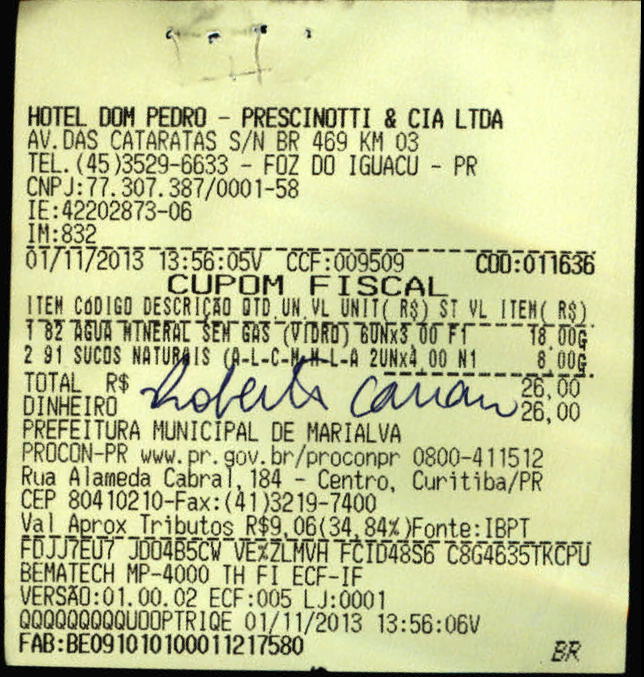 HOTEL DOM PEDRO - PRESCINOTTI & CIA LTDA
AV.DAS CATARATAS S/N BR 469 KM 03
TEL.(45)3529-6633 - FOZ DO IGUACU - PR
CNPJ:77.307.387/0001-58
IE:42202873-06
IM:832
01/11/2013 13:56:05V CCF:009509 COO:011636
CUPOM FISCAL
ITEM CÓDIGO DESCRIÇÃO QTD.UN.VL UNIT( R$) ST VL ITEM( R$)
1 82 AGUA MINERAL SEM GAS (VIDRO) 6UNx3,00 F1 18,00G
2 91 SUCOS NATURAIS (A-L-C-M-M-L-A 2UNx4,00 N1 8,00G
TOTAL R$ 26,00
DINHEIRO 26,00
Roberto
PREFEITURA MUNICIPAL DE MARIALVA
PROCON-PR www.pr.gov.br/proconpr 0800-411512
Rua Alameda Cabral,184 - Centro, Curitiba/PR
CEP 80410210-Fax:(41)3219-7400
Val Aprox Tributos R$9,06(34,84%)Fonte:IBPT
FDJJ7EU7 JDO4B5CW VE%ZLMVH FCID48S6 C8G4635TKCPU
BEMATECH MP-4000 TH FI ECF-IF
VERSÃO:01.00.02 ECF:005 LJ:0001
QQQQQQQQQUOOPTRIQE 01/11/2013 13:56:06V
FAB:BE091010100011217580
BR